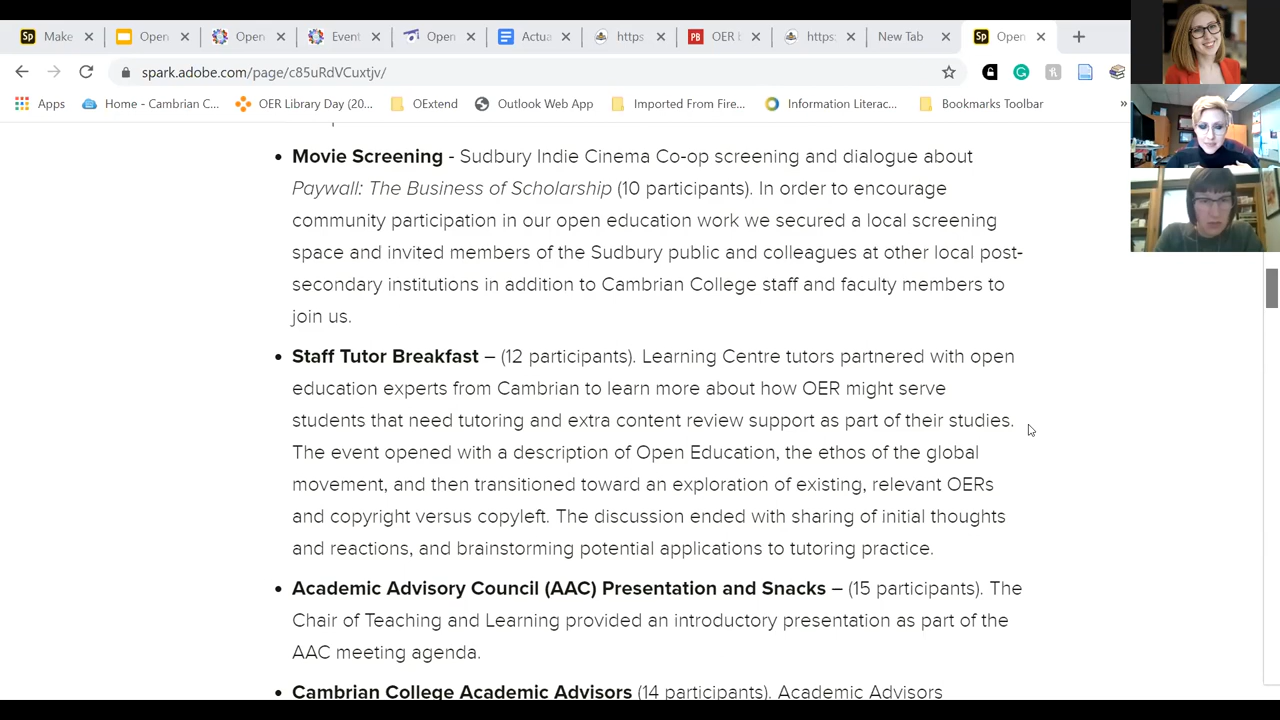 Sp Make
Open
Open
Event
Open
Actua
https
PB OER b
https:
New Tab
Sp Open
spark.adobe.com/page/c85uRdVCuxtjv/
Apps
Home - Cambrian C...
OER Library Day (20...
OExtend
Outlook Web App
Imported From Fire...
Information Literac...
Bookmarks Toolbar
»
• Movie Screening - Sudbury Indie Cinema Co-op screening and dialogue about
Paywall: The Business of Scholarship (10 participants). In order to encourage
community participation in our open education work we secured a local screening
space and invited members of the Sudbury public and colleagues at other local post-
secondary institutions in addition to Cambrian College staff and faculty members to
join us.
• Staff Tutor Breakfast – (12 participants). Learning Centre tutors partnered with open
education experts from Cambrian to learn more about how OER might serve
students that need tutoring and extra content review support as part of their studies.
The event opened with a description of Open Education, the ethos of the global
movement, and then transitioned toward an exploration of existing, relevant OERs
and copyright versus copyleft. The discussion ended with sharing of initial thoughts
and reactions, and brainstorming potential applications to tutoring practice.
• Academic Advisory Council (AAC) Presentation and Snacks – (15 participants). The
Chair of Teaching and Learning provided an introductory presentation as part of the
AAC meeting agenda.
• Cambrian College Academic Advisors (14 participants). Academic Advisors